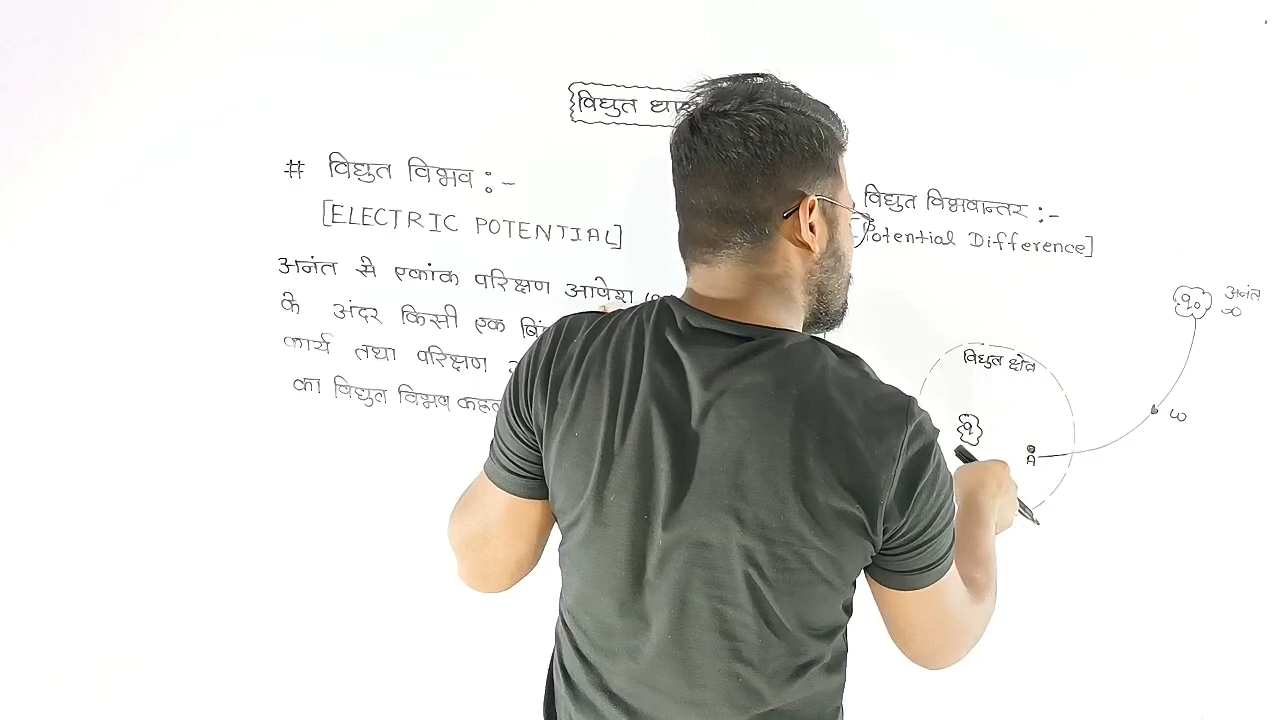 विद्युत
# विद्युत विभव :-
[ELECTRIC POTENTIAL]
अनंत से एकांक परिक्षण आवेश
के अंदर किसी एक
कार्य तथा परिक्षण
का विद्युत विभव
विद्युत विभवान्तर :-
Potential Difference]
q₀ अनंत
∞
विद्युत क्षेत्र
q
A
ω